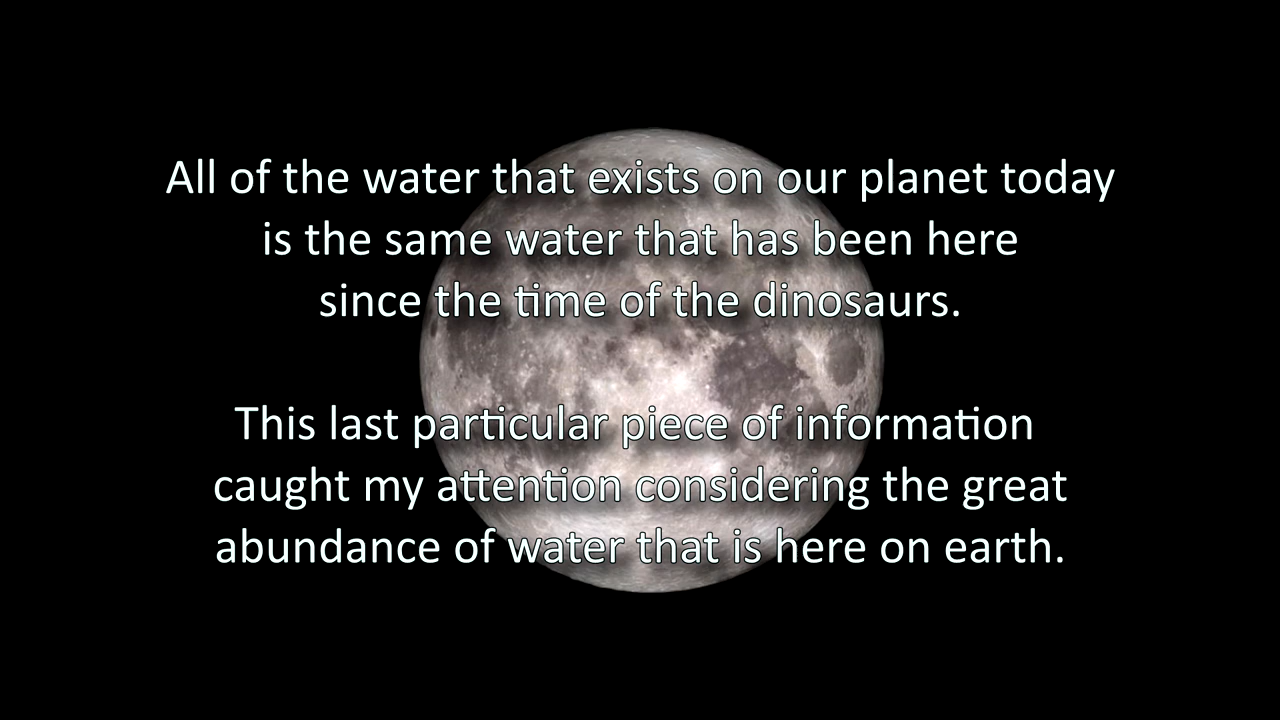 All of the water that exists on our planet today
is the same water that has been here
since the time of the dinosaurs.
This last particular piece of information
caught my attention considering the great
abundance of water that is here on earth.